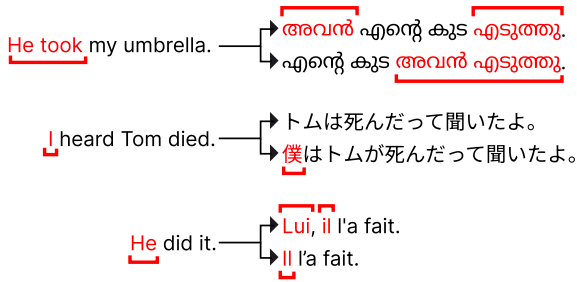 He took my umbrella.
അവൻ എന്റെ കുട എടുത്തു.
എന്റെ കുട അവൻ എടുത്തു.
I heard Tom died.
トムは死んだって聞いたよ。
僕はトムが死んだって聞いたよ。
He did it.
Lui, il l'a fait.
Il l’a fait.